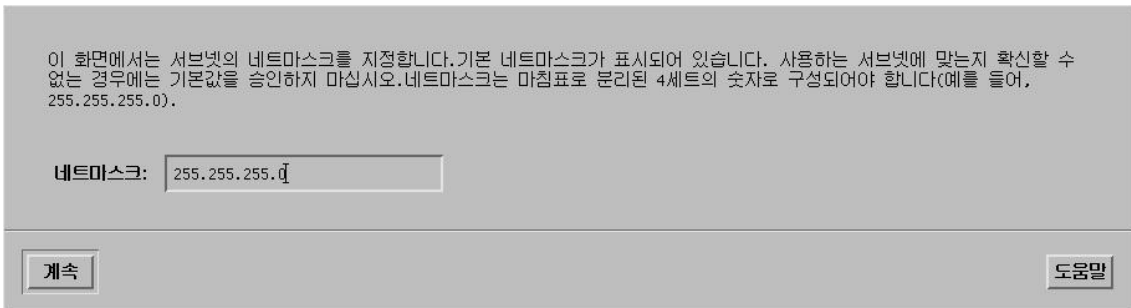 이 화면에서는 서브넷의 네트마스크를 지정합니다.기본 네트마스크가 표시되어 있습니다. 사용하는 서브넷에 맞는지 확신할 수
없는 경우에는 기본값을 승인하지 마십시오.네트마스크는 마침표로 분리된 4세트의 숫자로 구성되어야 합니다(예를 들어,
255.255.255.0).
네트마스크: 255.255.255.0
계속 도움말